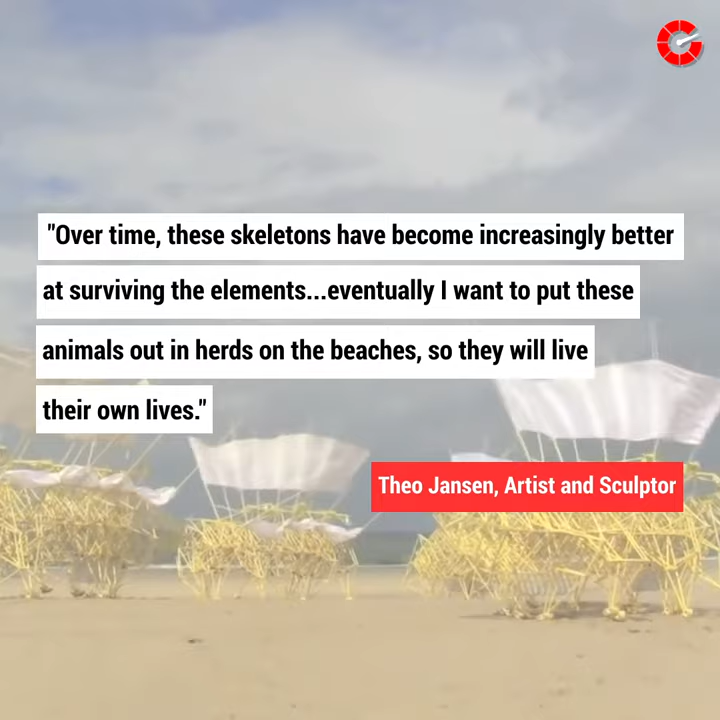 "Over time, these skeletons have become increasingly better
at surviving the elements...eventually I want to put these
animals out in herds on the beaches, so they will live
their own lives."
Theo Jansen, Artist and Sculptor